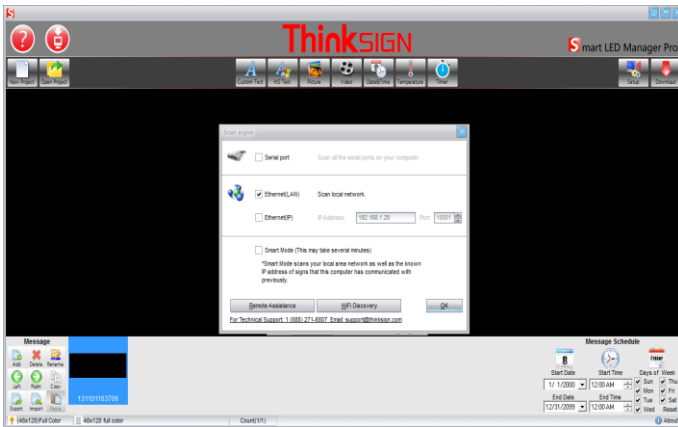 S
ThinkSIGN
Smart LED Manager Pro
New Project Open Project Custom Text MS Text Picture Video Date&Time Temperature Timer Setup Download
Scan signs
Serial port Scan all the serial ports on your computer
Ethernet(LAN) Scan local network.
Ethernet(IP) IP Address: 192.168.1.20 Port: 10001
Smart Mode (This may take several minutes)
*Smart Mode scans your local area network as well as the known
IP address of signs that this computer has communicated with
previously.
Remote Assistance WiFi Discovery OK
For Technical Support: 1 (888) 271-6807 Email: support@thinksign.com
Message Message Schedule
Add Delete Rename
Left Right Copy
Export Import Paste
131101163706
Start Date Start Time Days of Week
1/ 1/2000 12:00 AM Sun Thu
Mon Fri
End Date End Time Tue Sat
12/31/2099 12:00 AM Wed Reset
(48x128)Full Color 48x128 full color Count(1/1) About